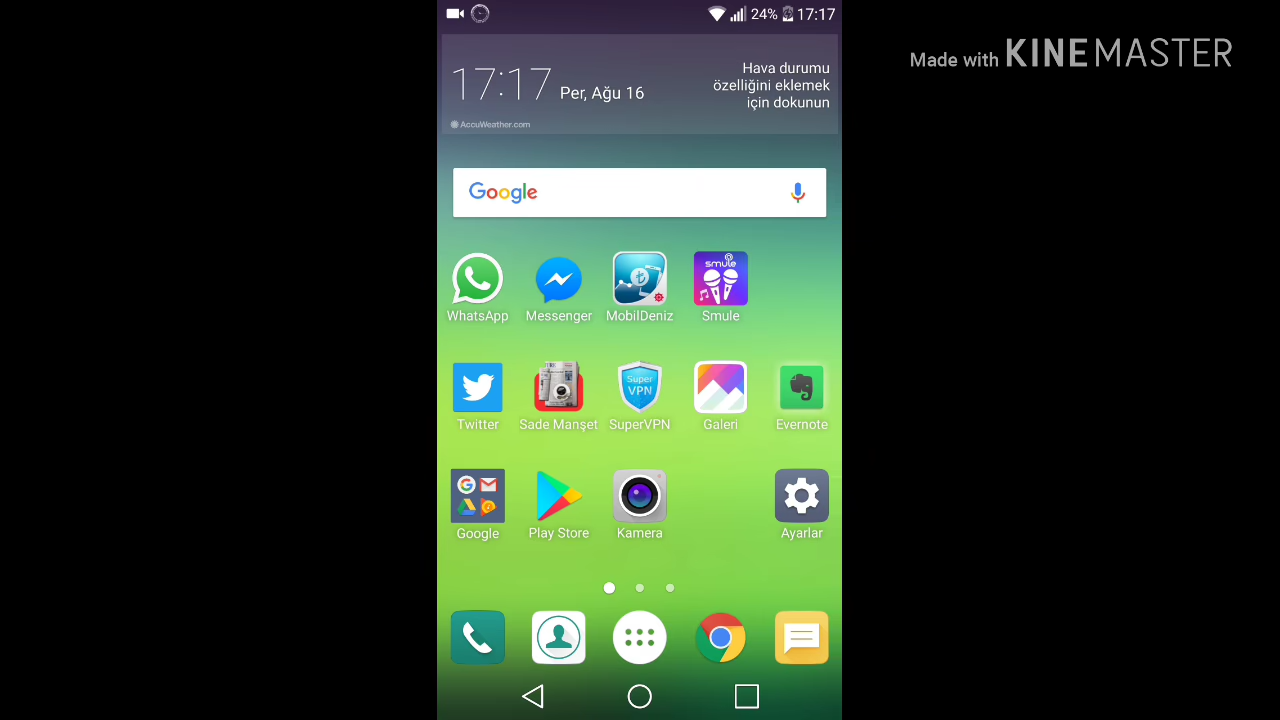 24% 17:17
Made with KINEMASTER
17:17 Per, Ağu 16
Hava durumu
özelliğini eklemek
için dokunun
AccuWeather.com
Google
WhatsApp Messenger MobilDeniz Smule
Super
VPN
Twitter Sade Manşet SuperVPN Galeri Evernote
Google Play Store Kamera Ayarlar